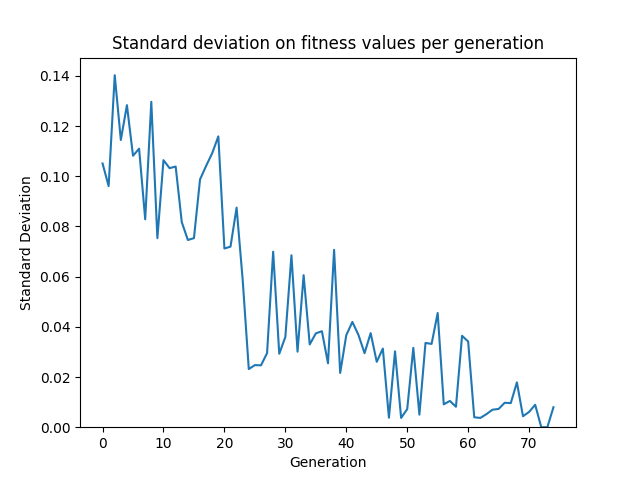 Standard deviation on fitness values per generation
0.14
0.12
0.10
0.08
0.06
0.04
0.02
0.00
Standard Deviation
0 10 20 30 40 50 60 70
Generation